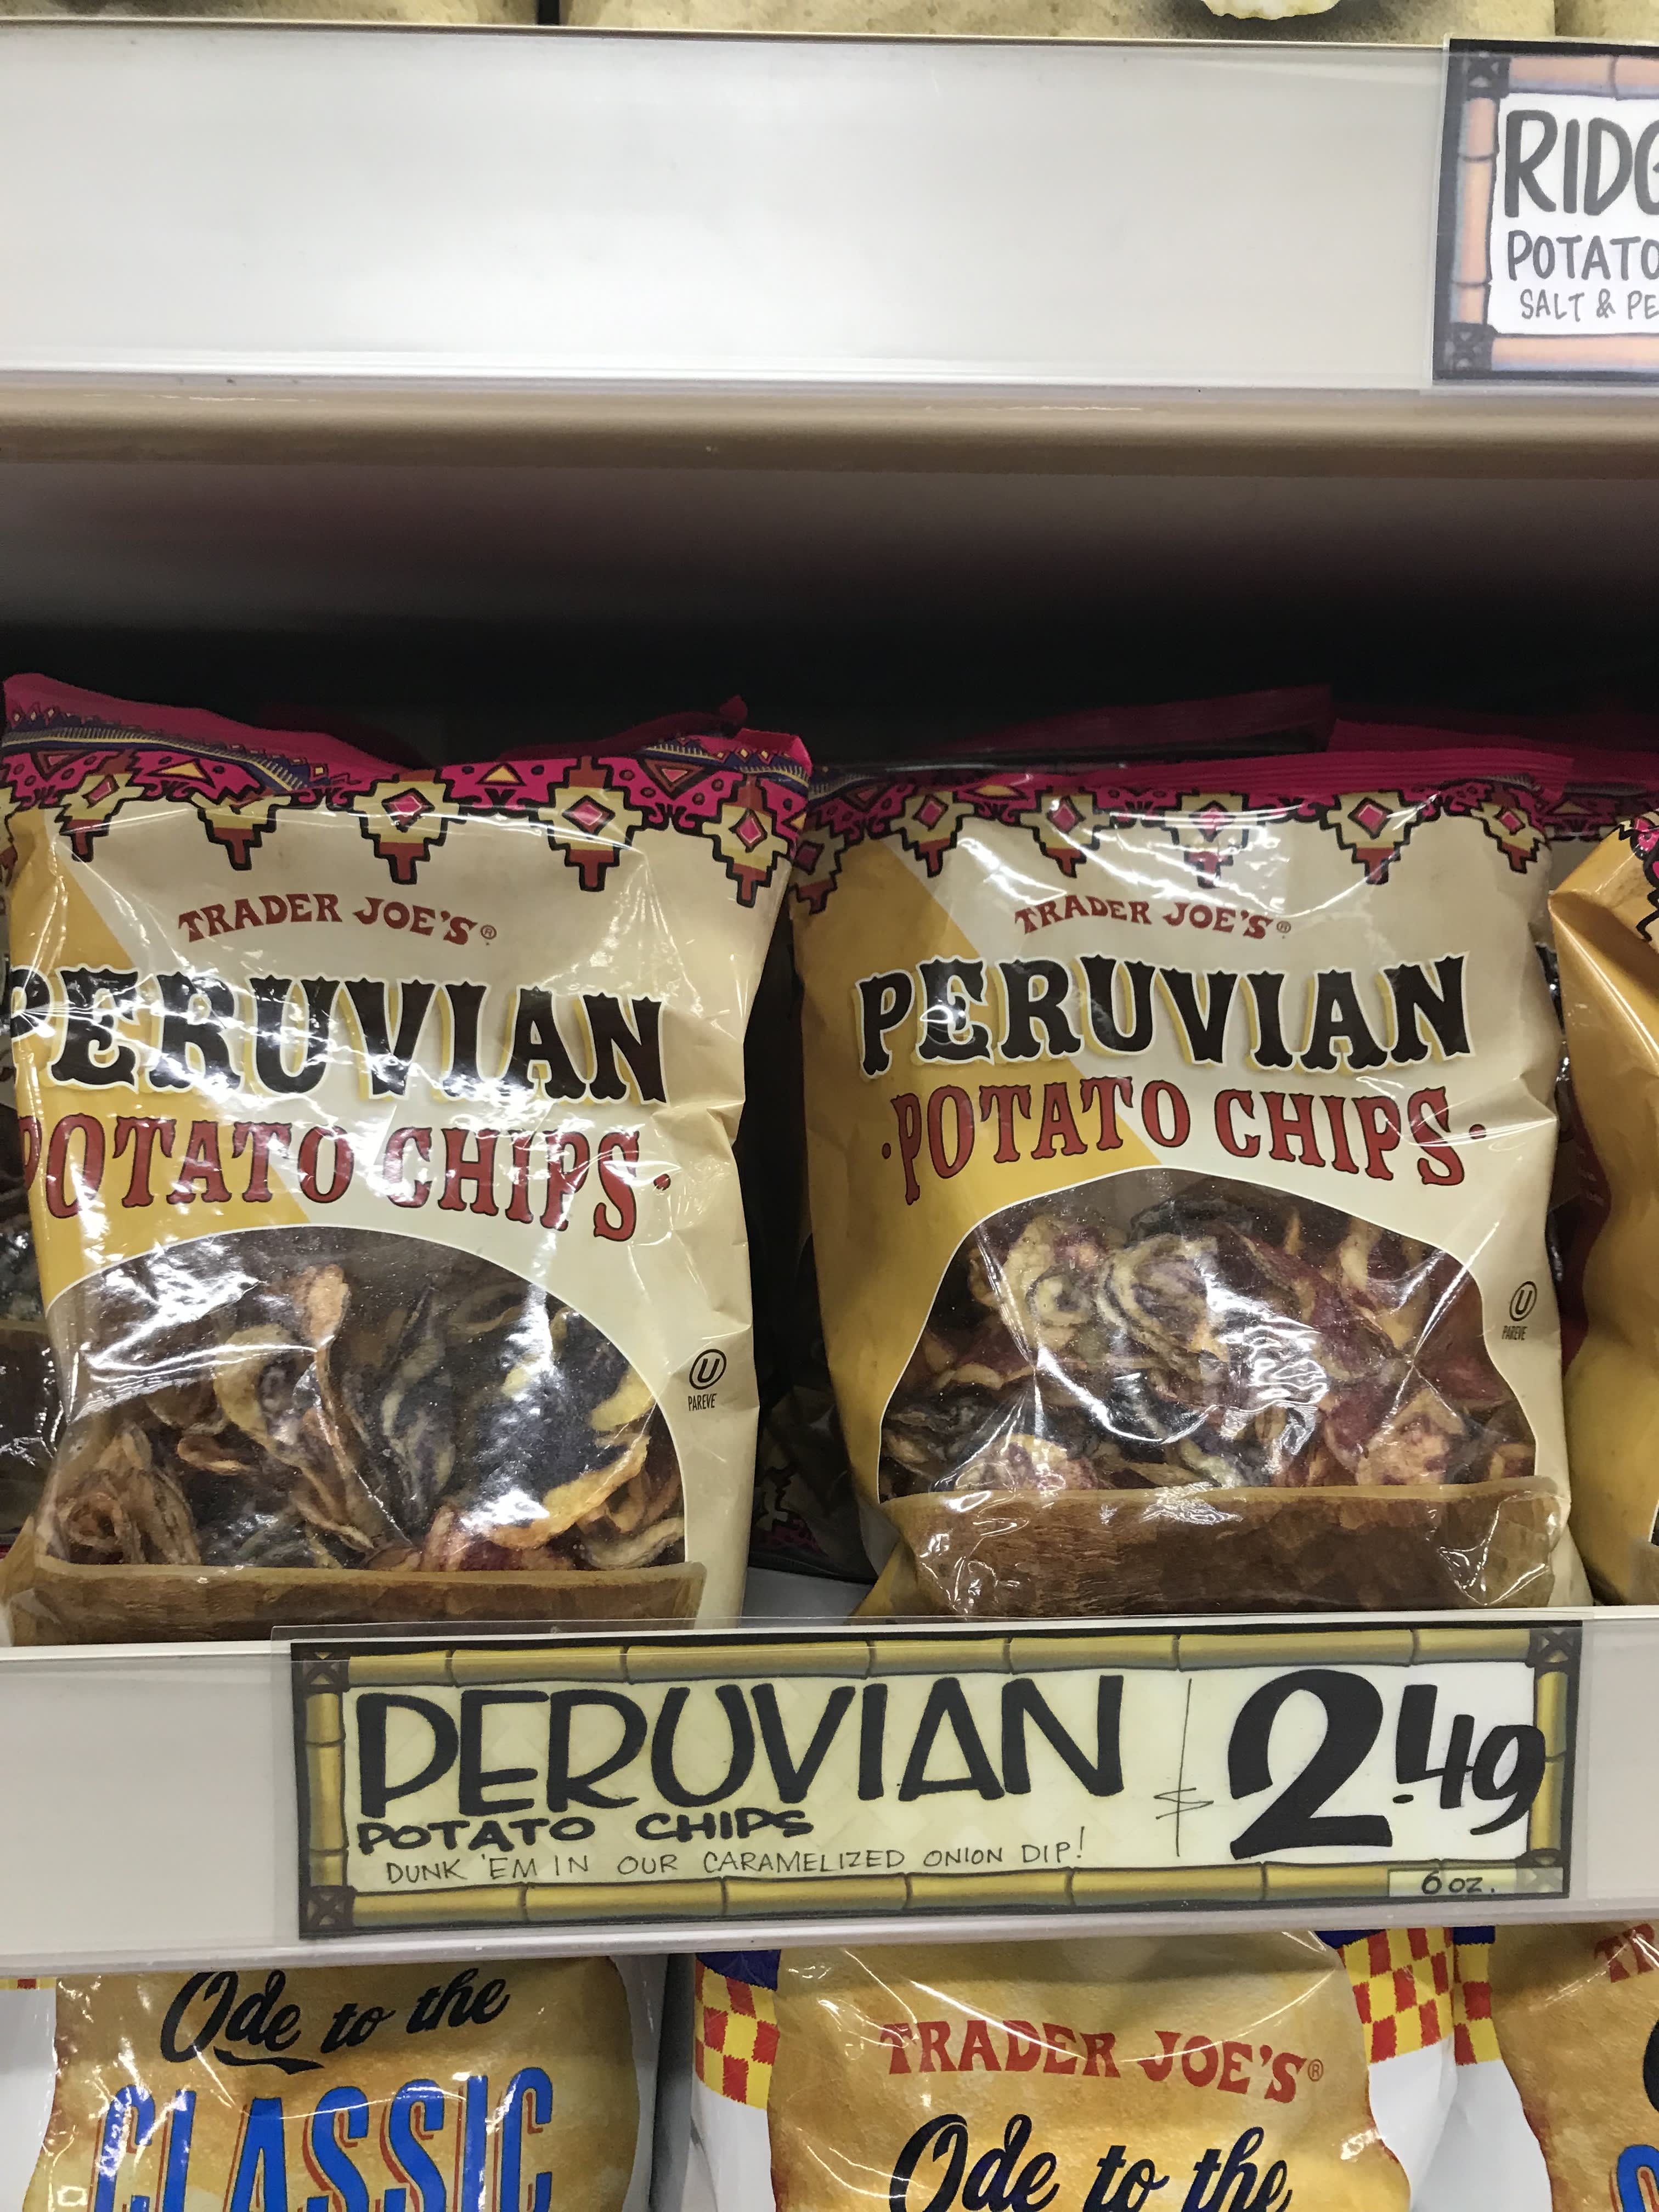 RIDG
POTATO
SALT & PE
TRADER JOE'S®
PERUVIAN
POTATO CHIPS·
U
PAREVE
TRADER JOE'S®
PERUVIAN
·POTATO CHIPS·
U
PAREVE
PERUVIAN
POTATO CHIPS
DUNK 'EM IN OUR CARAMELIZED ONION DIP!
$2.49
6 oz.
Ode to the
CLASSIC
TRADER JOE'S®
Ode to the